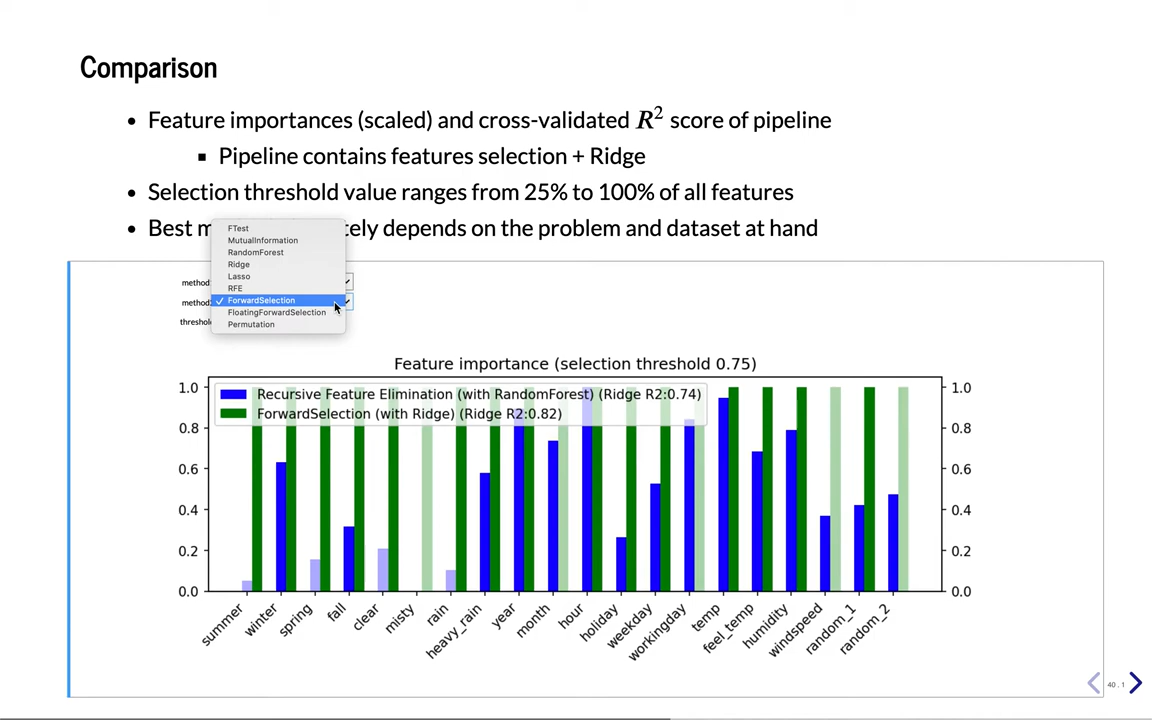 Comparison
Feature importances (scaled) and cross-validated R2 score of pipeline
Pipeline contains features selection + Ridge
Selection threshold value ranges from 25% to 100% of all features
Best m tely depends on the problem and dataset at hand
FTest
MutualInformation
RandomForest
Ridge
Lasso
RFE
✓ ForwardSelection
FloatingForwardSelection
Permutation
method
method
threshol
Feature importance (selection threshold 0.75)
Recursive Feature Elimination (with RandomForest) (Ridge R2:0.74)
ForwardSelection (with Ridge) (Ridge R2:0.82)
1.0 1.0
0.8 0.8
0.6 0.6
0.4 0.4
0.2 0.2
0.0 0.0
summer winter spring fall clear misty rain heavy_rain year month hour holiday weekday workingday temp feel_temp humidity windspeed random_1 random_2
40 . 1